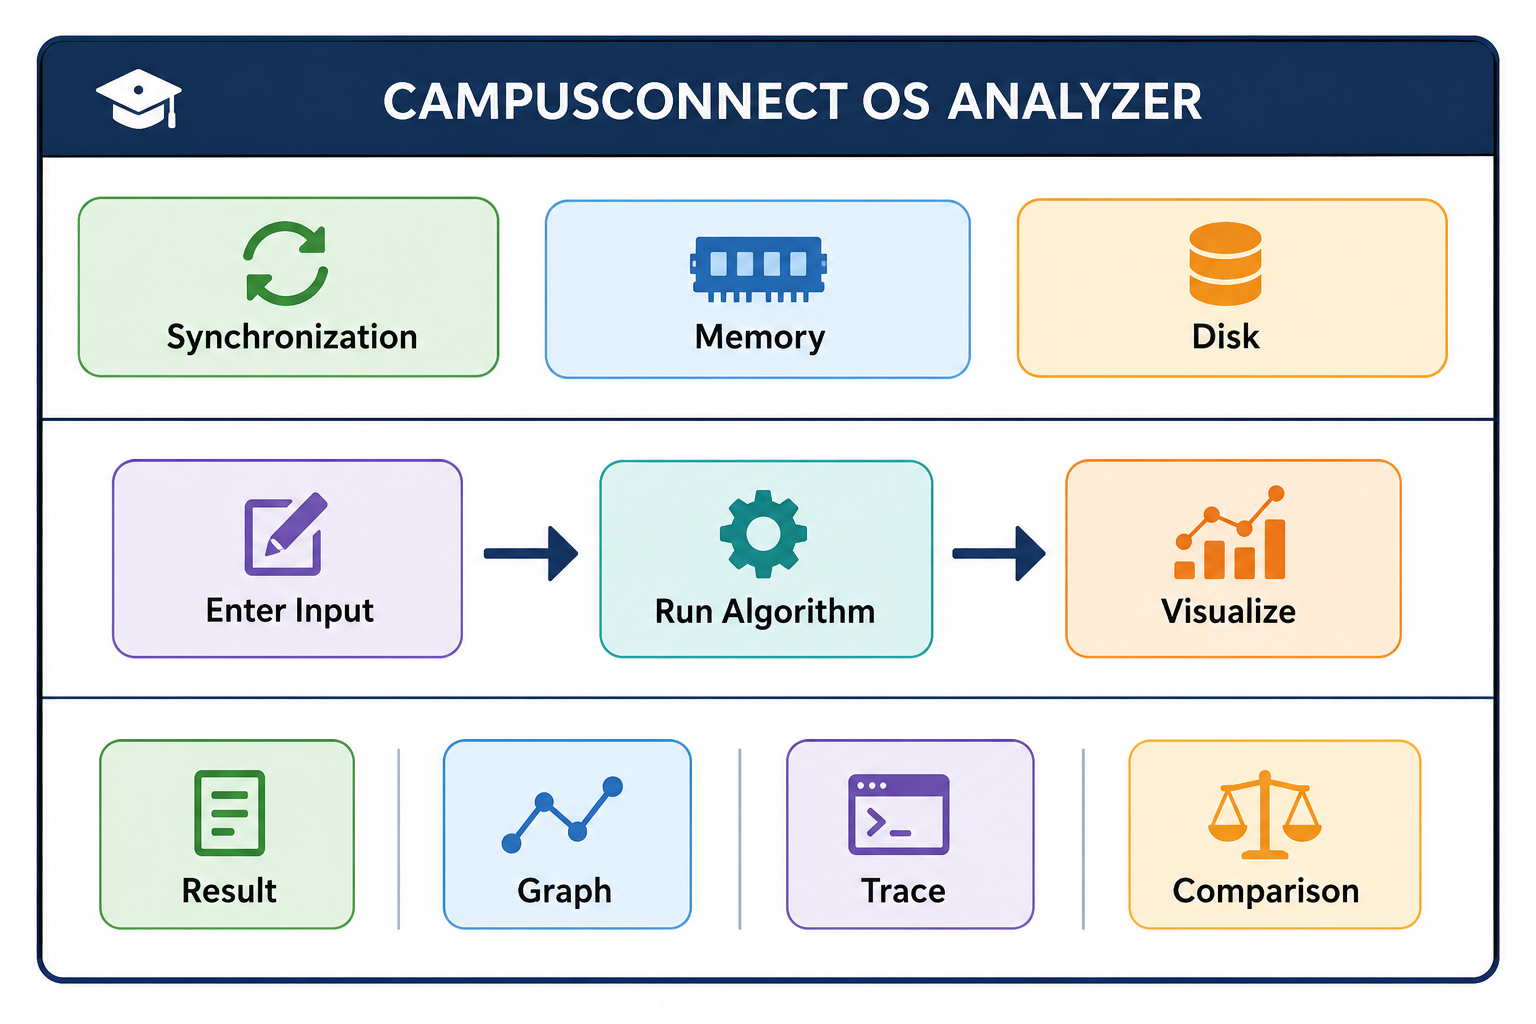 CAMPUSCONNECT OS ANALYZER
Synchronization
Memory
Disk
Enter Input
Run Algorithm
Visualize
Result
Graph
Trace
Comparison